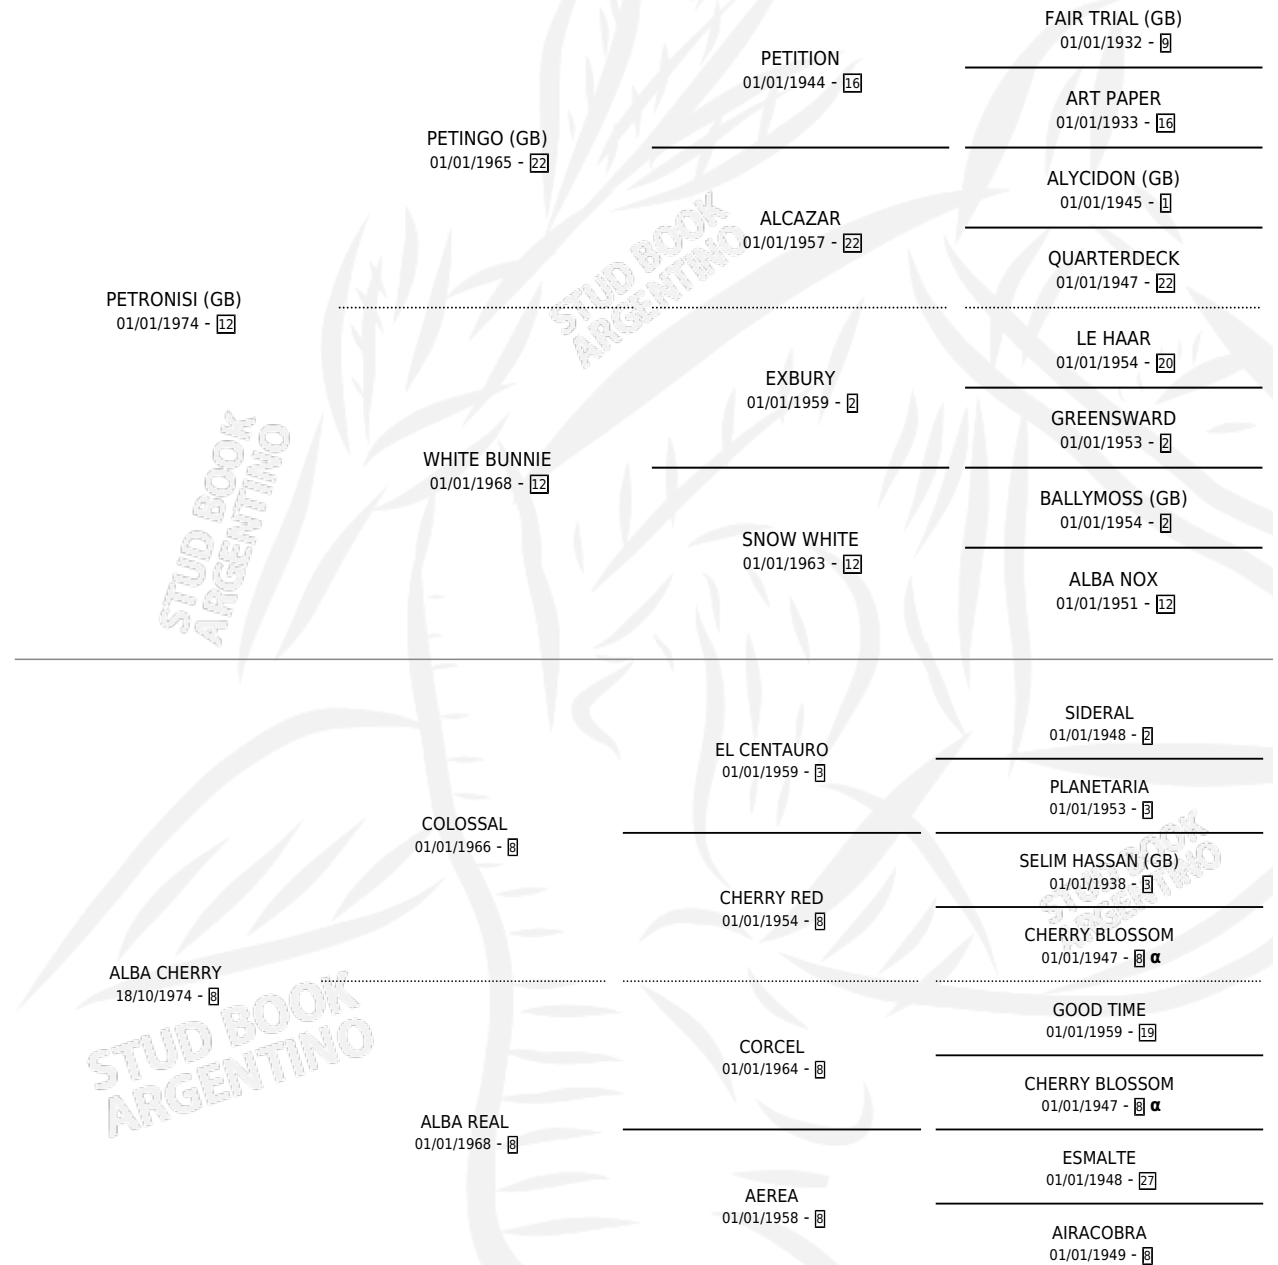 FAIR TRIAL (GB)
01/01/1932 - 9
PETITION
01/01/1944 - 16
ART PAPER
01/01/1933 - 16
PETINGO (GB)
01/01/1965 - 22
ALYCIDON (GB)
01/01/1945 - 1
ALCAZAR
01/01/1957 - 22
QUARTERDECK
01/01/1947 - 22
PETRONISI (GB)
01/01/1974 - 12
LE HAAR
01/01/1954 - 20
EXBURY
01/01/1959 - 2
GREENSWARD
01/01/1953 - 2
WHITE BUNNIE
01/01/1968 - 12
BALLYMOSS (GB)
01/01/1954 - 2
SNOW WHITE
01/01/1963 - 12
ALBA NOX
01/01/1951 - 12
STUD BOOK
ARGENTINO
STUD BOOK
ARGENTINO
SIDERAL
01/01/1948 - 2
EL CENTAURO
01/01/1959 - 3
PLANETARIA
01/01/1953 - 3
COLOSSAL
01/01/1966 - 8
SELIM HASSAN (GB)
01/01/1938 - 3
CHERRY RED
01/01/1954 - 8
CHERRY BLOSSOM
01/01/1947 - 8 α
ALBA CHERRY
18/10/1974 - 8
GOOD TIME
01/01/1959 - 19
CORCEL
01/01/1964 - 8
CHERRY BLOSSOM
01/01/1947 - 8 α
ALBA REAL
01/01/1968 - 8
ESMALTE
01/01/1948 - 27
AEREA
01/01/1958 - 8
AIRACOBRA
01/01/1949 - 8
STUD BOOK
ARGENTINO
STUD BOOK
ARGENTINO